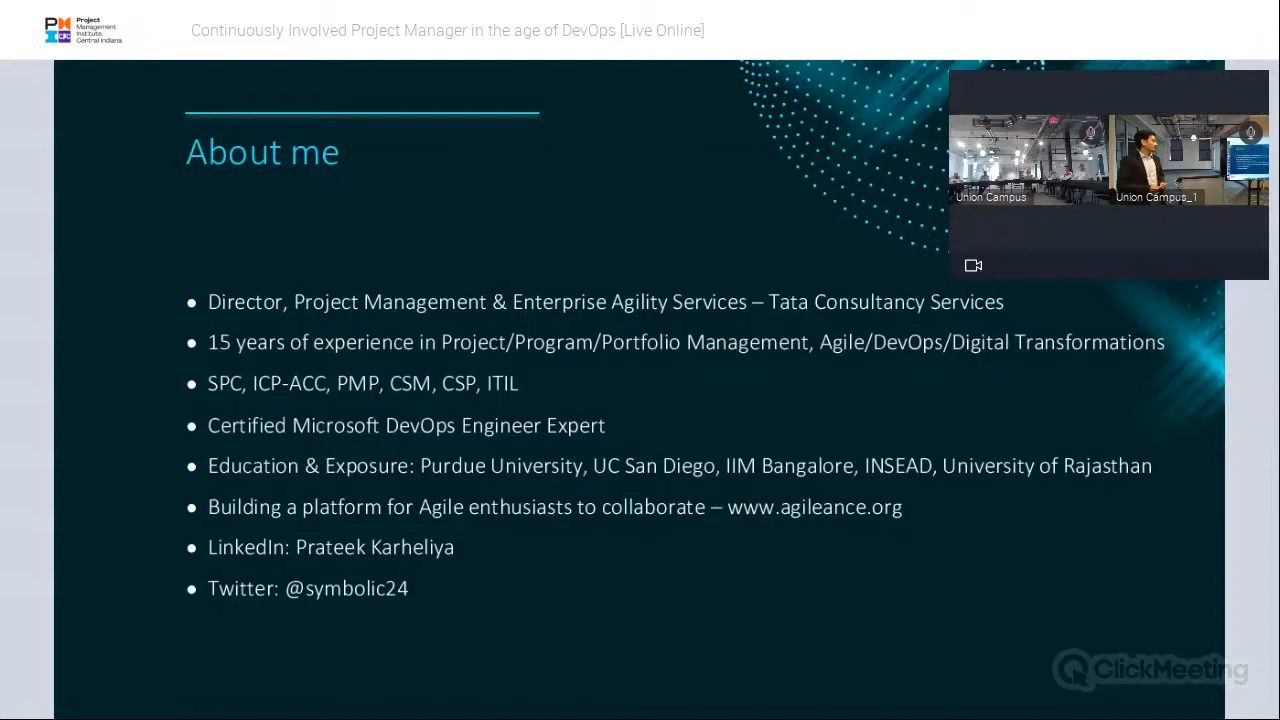 Project
Management
Institute.
Central Indiana
Continuously Involved Project Manager in the age of DevOps [Live Online]
About me
Union Campus
Union Campus_1
● Director, Project Management & Enterprise Agility Services – Tata Consultancy Services
● 15 years of experience in Project/Program/Portfolio Management, Agile/DevOps/Digital Transformations
● SPC, ICP-ACC, PMP, CSM, CSP, ITIL
● Certified Microsoft DevOps Engineer Expert
● Education & Exposure: Purdue University, UC San Diego, IIM Bangalore, INSEAD, University of Rajasthan
● Building a platform for Agile enthusiasts to collaborate – www.agileance.org
● LinkedIn: Prateek Karheliya
● Twitter: @symbolic24
ClickMeeting